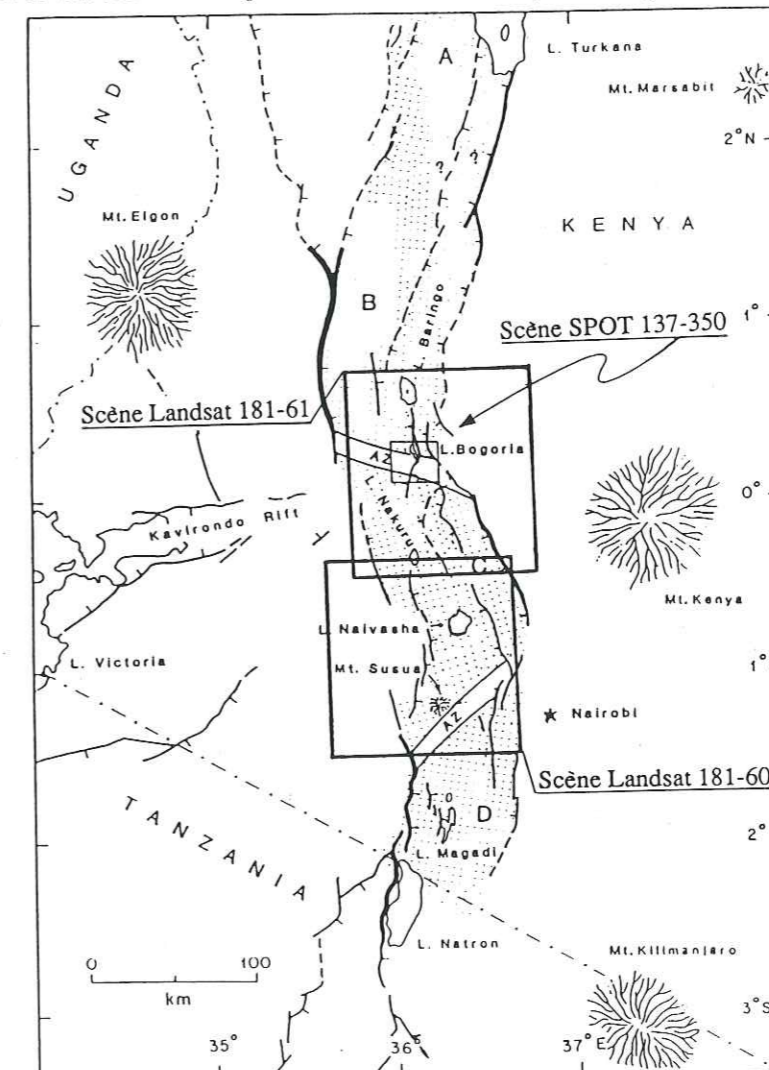 L. Turkana
A
Mt. Marsabit
UGANDA
2°N
?
?
Mt. Elgon
KENYA
B
L. Baringo
1°
Scène SPOT 137-350
Scène Landsat 181-61
AZ
L. Bogoria
0°
L. Nakuru
Kavirondo Rift
Mt. Kenya
L. Naivasha
L. Victoria
Mt. Susua
1°
AZ
Nairobi
Scène Landsat 181-60
TANZANIA
D
2°
L. Magadi
L. Natron
Mt. Kilimanjaro
0 100
km
3°S
35° 36° 37°E